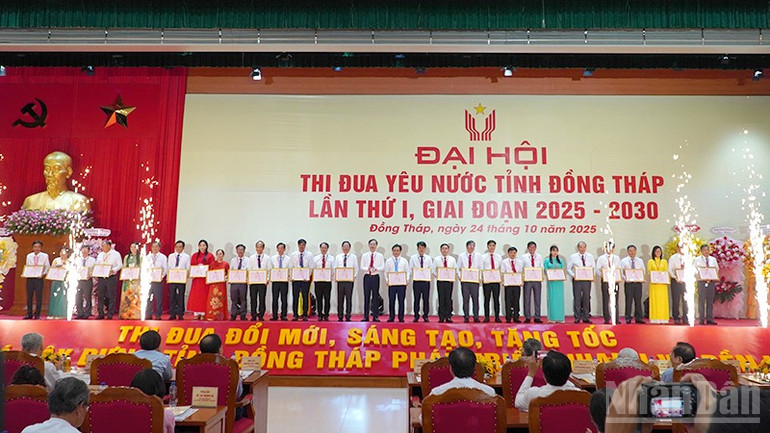 ĐẠI HỘI
THI ĐUA YÊU NƯỚC TỈNH ĐỒNG THÁP
LẦN THỨ I, GIAI ĐOẠN 2025 - 2030
Đồng Tháp, ngày 24 tháng 10 năm 2025
THI ĐUA ĐỔI MỚI, SÁNG TẠO, TĂNG TỐC
ĐỒNG THÁP PHÁT
NhanDan